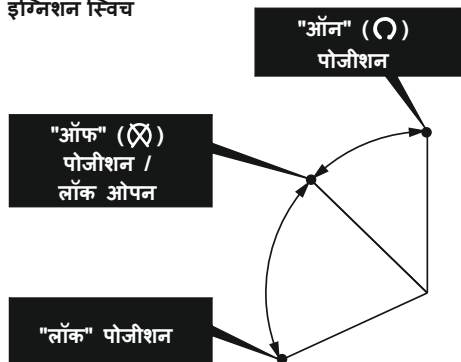 इग्निशन स्विच
"ऑन" ( )
पोजीशन
"ऑफ" ( )
पोजीशन /
लॉक ओपन
"लॉक" पोजीशन